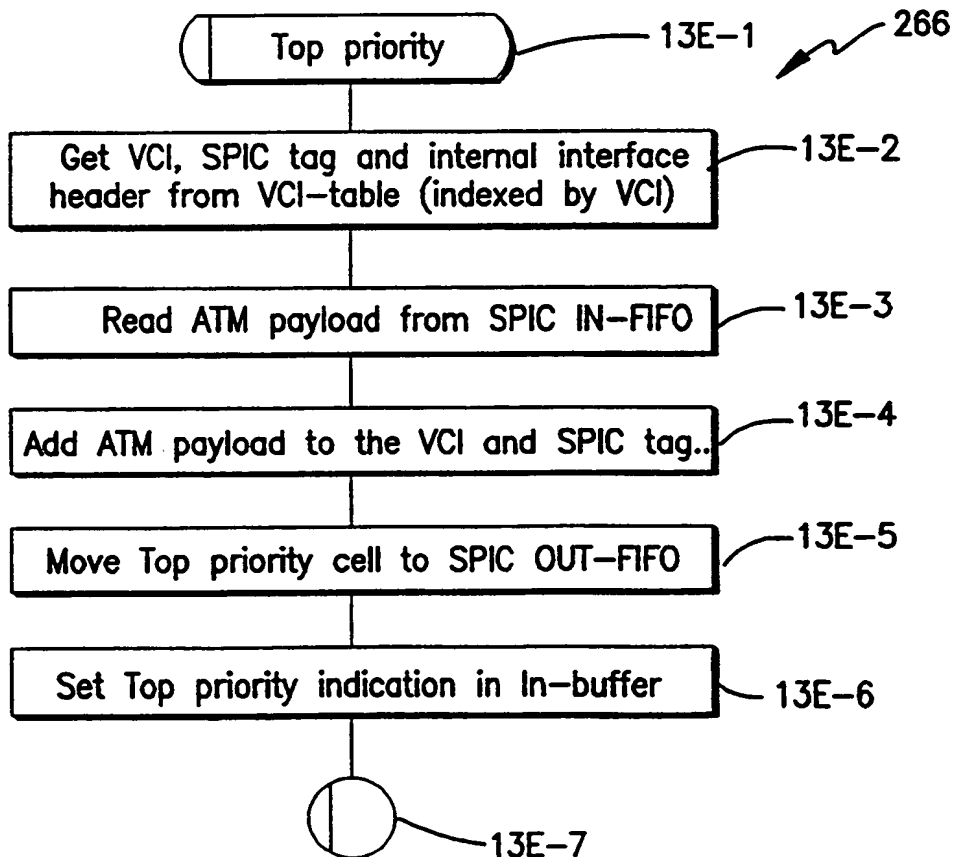 Top priority
13E-1
266
Get VCI, SPIC tag and internal interface
header from VCI-table (indexed by VCI)
13E-2
Read ATM payload from SPIC IN-FIFO
13E-3
Add ATM payload to the VCI and SPIC tag..
13E-4
Move Top priority cell to SPIC OUT-FIFO
13E-5
Set Top priority indication in In-buffer
13E-6
13E-7